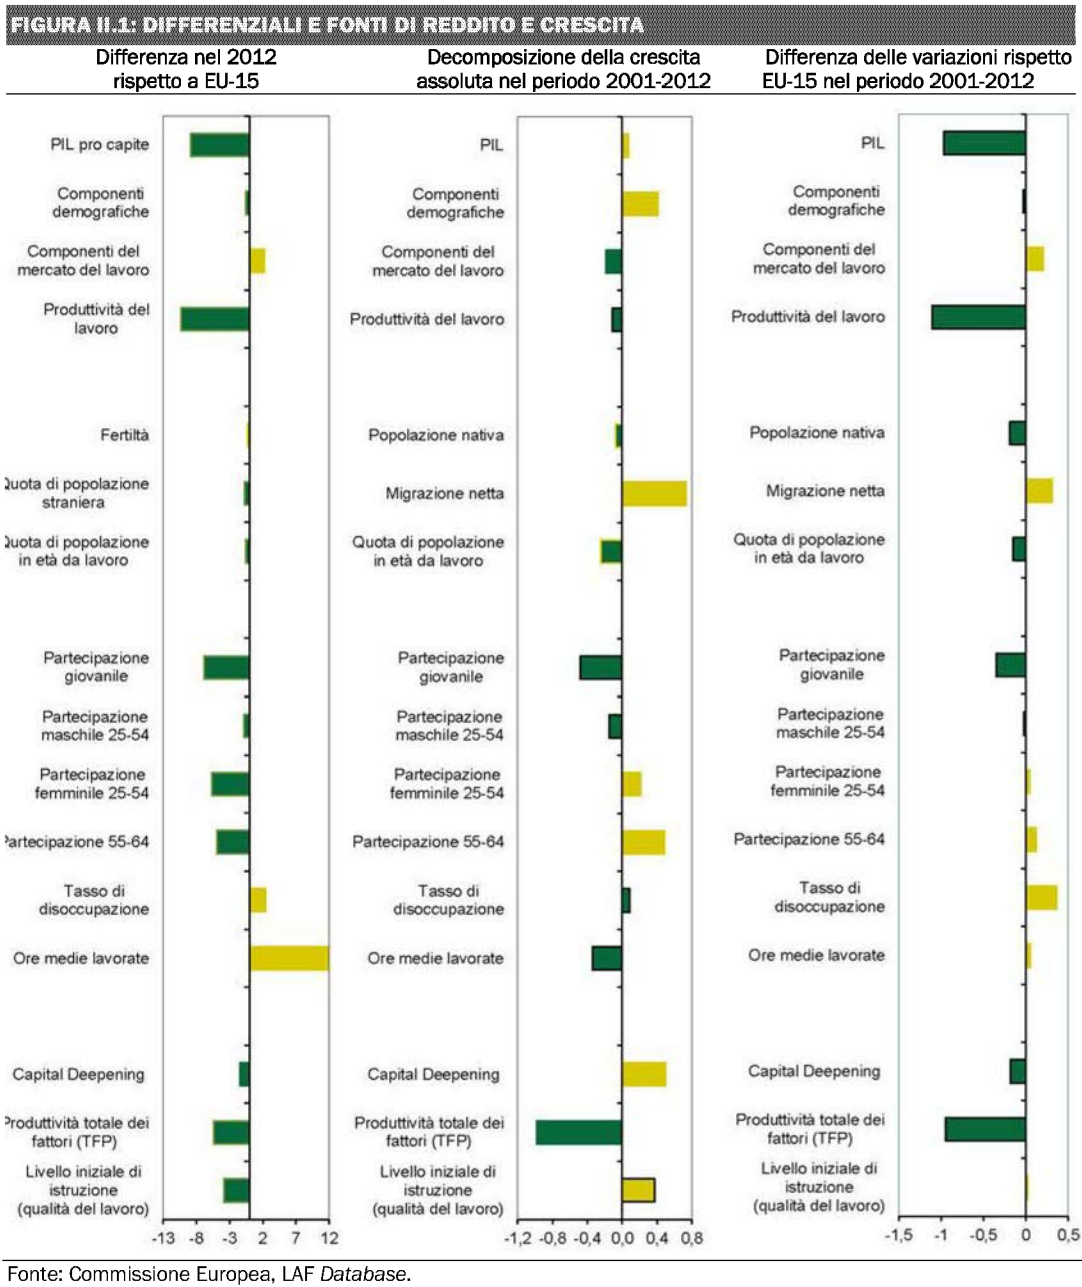 FIGURA II.1: DIFFERENZIALI E FONTI DI REDDITO E CRESCITA
Differenza nel 2012
rispetto a EU-15
PIL pro capite
Componenti
demografiche
Componenti del
mercato del lavoro
Produttività del
lavoro
Fertiltà
Quota di popolazione
straniera
Quota di popolazione
in età da lavoro
Partecipazione
giovanile
Partecipazione
maschile 25-54
Partecipazione
femminile 25-54
Partecipazione 55-64
Tasso di
disoccupazione
Ore medie lavorate
Capital Deepening
Produttività totale dei
fattori (TFP)
Livello iniziale di
istruzione
(qualità del lavoro)
-13 -8 -3 2 7 12
Decomposizione della crescita
assoluta nel periodo 2001-2012
PIL
Componenti
demografiche
Componenti del
mercato del lavoro
Produttività del lavoro
Popolazione nativa
Migrazione netta
Quota di popolazione
in età da lavoro
Partecipazione
giovanile
Partecipazione
maschile 25-54
Partecipazione
femminile 25-54
Partecipazione 55-64
Tasso di
disoccupazione
Ore medie lavorate
Capital Deepening
Produttività totale dei
fattori (TFP)
Livello iniziale di
istruzione
(qualità del lavoro)
-1,2 -0,8 -0,4 0,0 0,4 0,8
Differenza delle variazioni rispetto
EU-15 nel periodo 2001-2012
PIL
Componenti
demografiche
Componenti del
mercato del lavoro
Produttività del lavoro
Popolazione nativa
Migrazione netta
Quota di popolazione
in età da lavoro
Partecipazione
giovanile
Partecipazione
maschile 25-54
Partecipazione
femminile 25-54
Partecipazione 55-64
Tasso di
disoccupazione
Ore medie lavorate
Capital Deepening
Produttività totale dei
fattori (TFP)
Livello iniziale di
istruzione
(qualità del lavoro)
-1,5 -1 -0,5 0 0,5
Fonte: Commissione Europea, LAF Database.